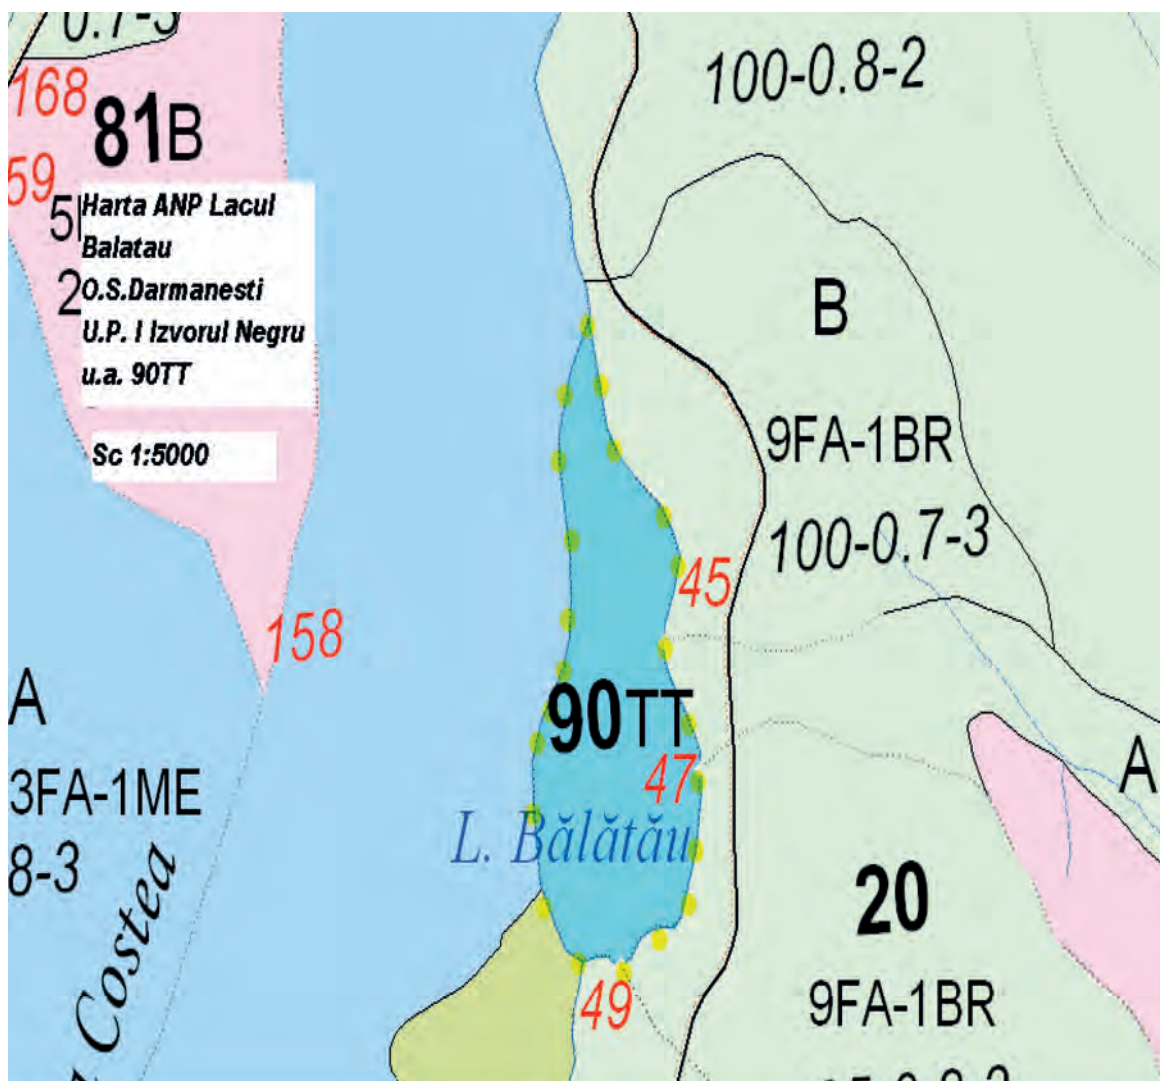 0.7-3
168
81B
59
5
2
Harta ANP Lacul
Balatau
O.S.Darmanesti
U.P. I Izvorul Negru
u.a. 90TT
Sc 1:5000
100-0.8-2
B
9FA-1BR
100-0.7-3
45
158
A
90TT
47
3FA-1ME
8-3
L. Bălătău
A
20
9FA-1BR
Costea
49